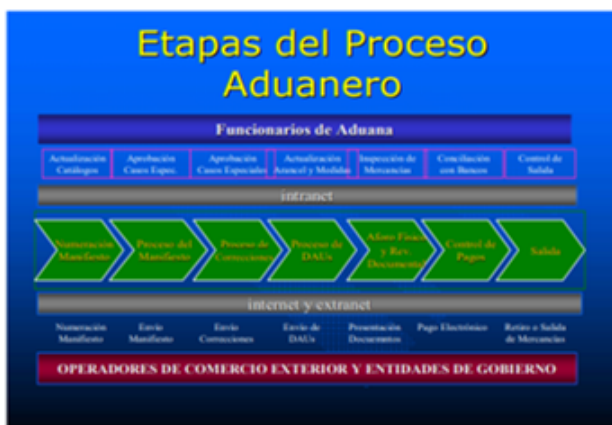 Etapas del Proceso
Aduanero
Funcionarios de Aduana
Actualización Aprobación Aprobación Actualización Inspección de Conciliación Control de
Catálogos Casos Espec. Casos Especiales Arancel y Medidas Mercancías con Bancos Salida
intranet
Numeración Proceso del Proceso de Proceso de Aforo Físico Control de Salida
Manifiesto Manifiesto Correcciones DAUs y Rev. Pagos
Documental
internet y extranet
Numeración Envío Envío Envío de Presentación Pago Electrónico Retiro o Salida
Manifiesto Manifiesto Correcciones DAUs Documentos de Mercancías
OPERADORES DE COMERCIO EXTERIOR Y ENTIDADES DE GOBIERNO